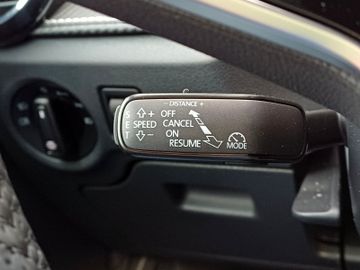 - DISTANCE +
S + OFF
E SPEED CANCEL
T - ON
RESUME
MODE